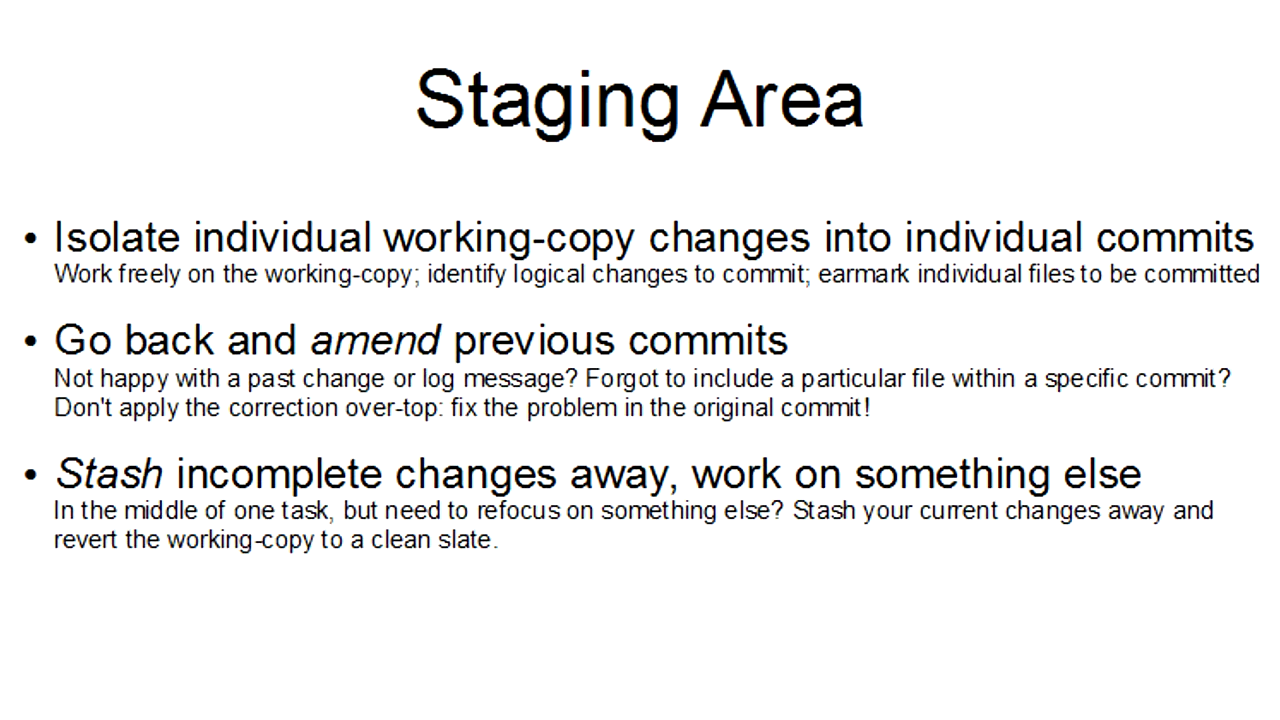 Staging Area
• Isolate individual working-copy changes into individual commits
Work freely on the working-copy; identify logical changes to commit; earmark individual files to be committed
• Go back and amend previous commits
Not happy with a past change or log message? Forgot to include a particular file within a specific commit?
Don't apply the correction over-top: fix the problem in the original commit!
• Stash incomplete changes away, work on something else
In the middle of one task, but need to refocus on something else? Stash your current changes away and
revert the working-copy to a clean slate.